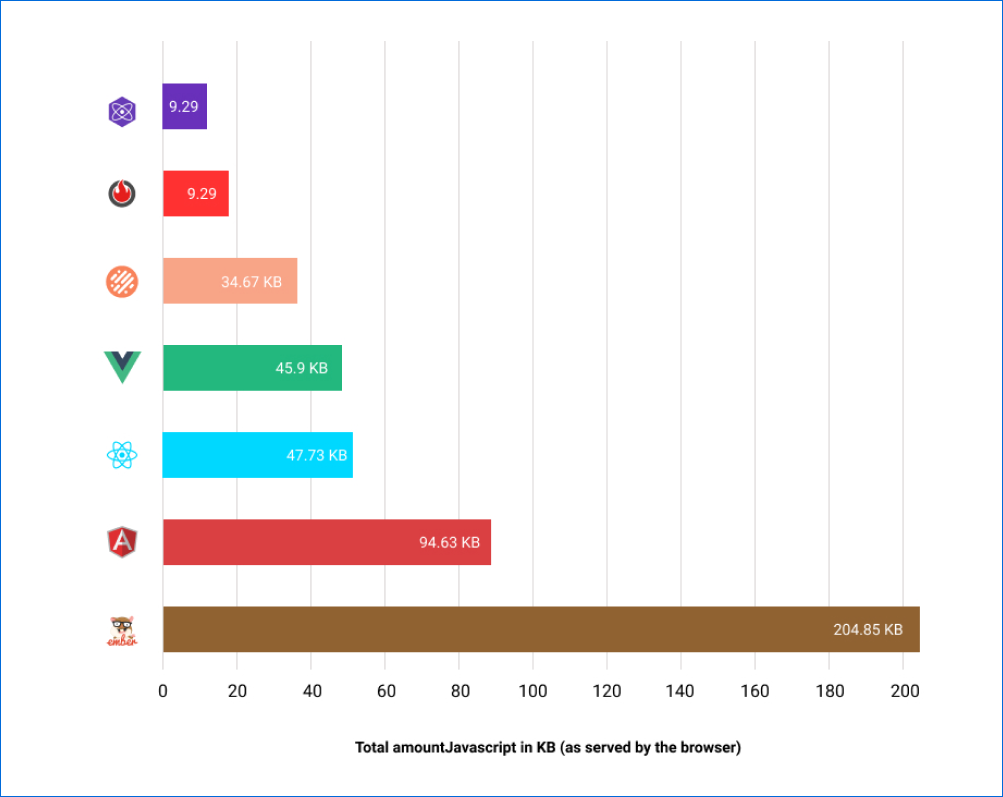 9.29
9.29
34.67 KB
45.9 KB
47.73 KB
94.63 KB
ember
204.85 KB
0 20 40 60 80 100 120 140 160 180 200
Total amountJavascript in KB (as served by the browser)